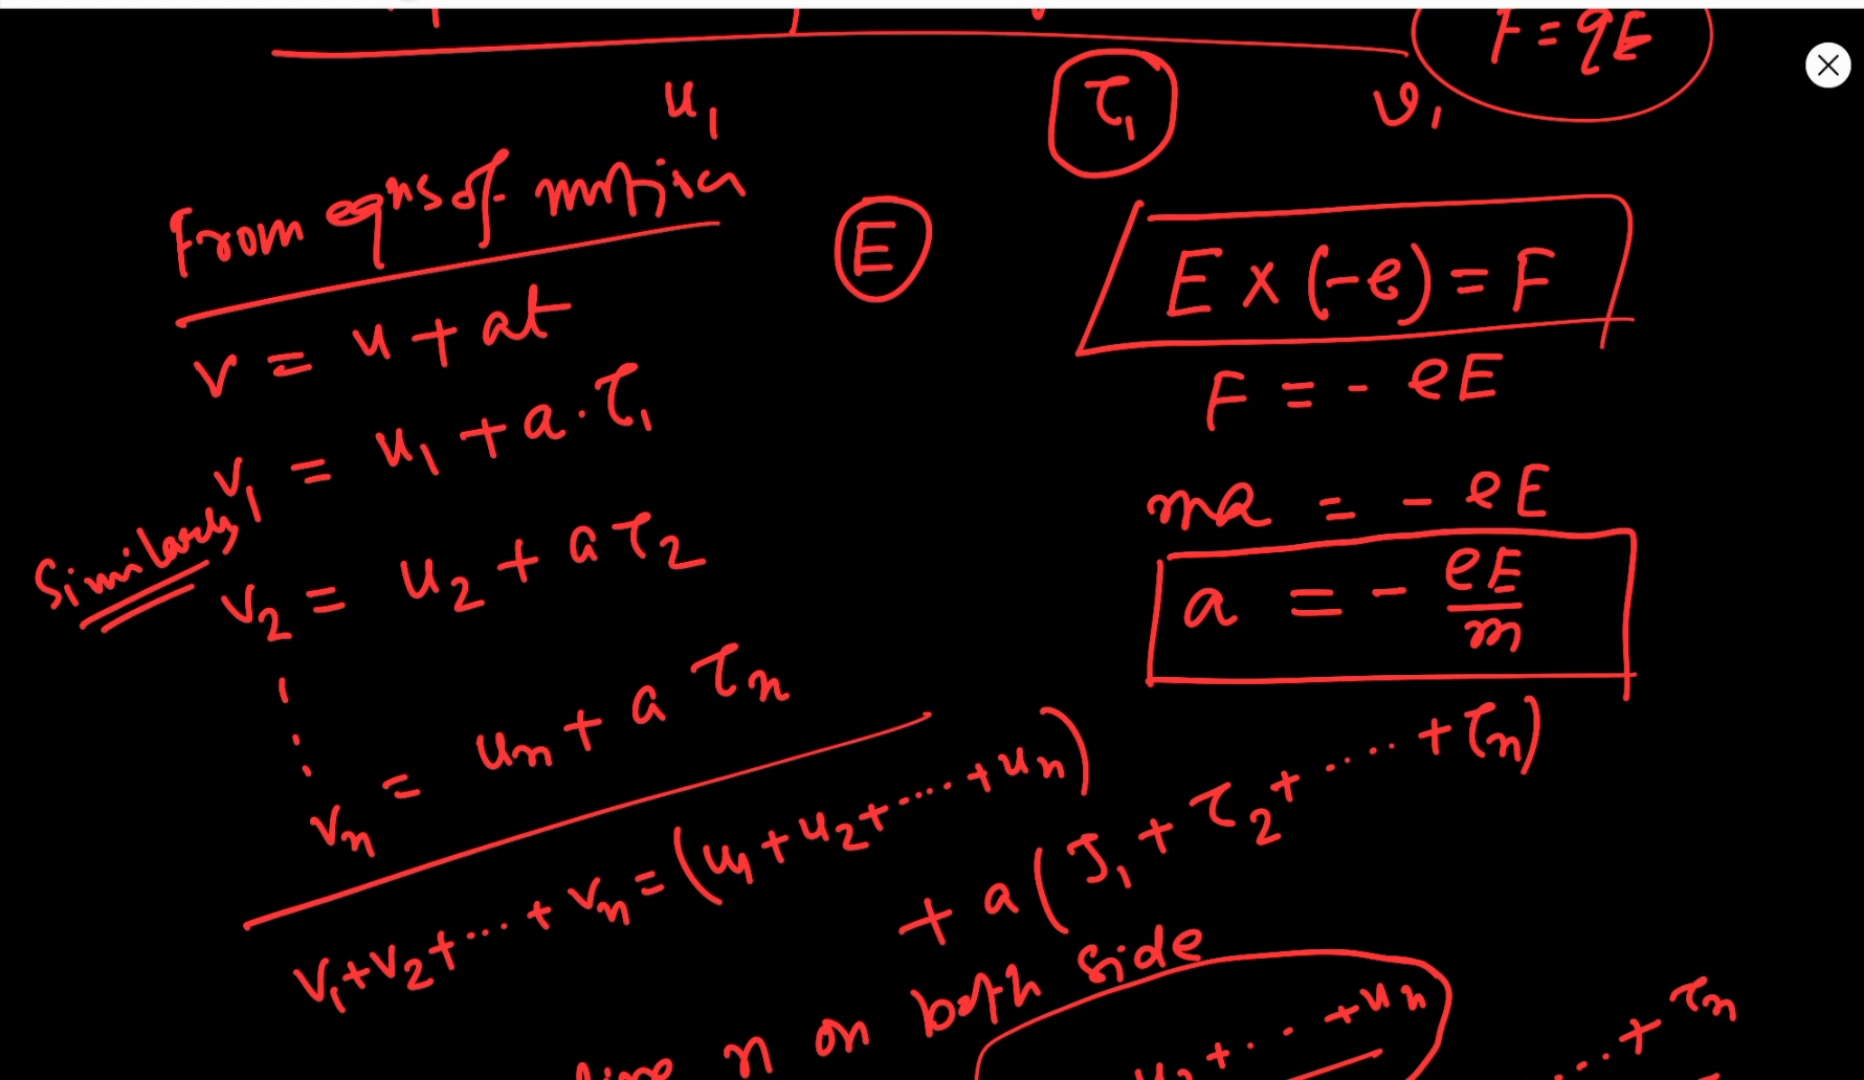 F = qE
u₁ τ₁ v₁
From eqns of motion
E
E × (-e) = F
v = u + at
F = - eE
v₁ = u₁ + a · τ₁
ma = - eE
Similarly
v₂ = u₂ + a τ₂
a = - eE/m
vₙ = uₙ + a τₙ
v₁ + v₂ + ..... + vₙ = (u₁ + u₂ + ..... + uₙ)
+ a (τ₁ + τ₂ + ..... + τₙ)
n on both side
+ .. + uₙ
... + τₙ